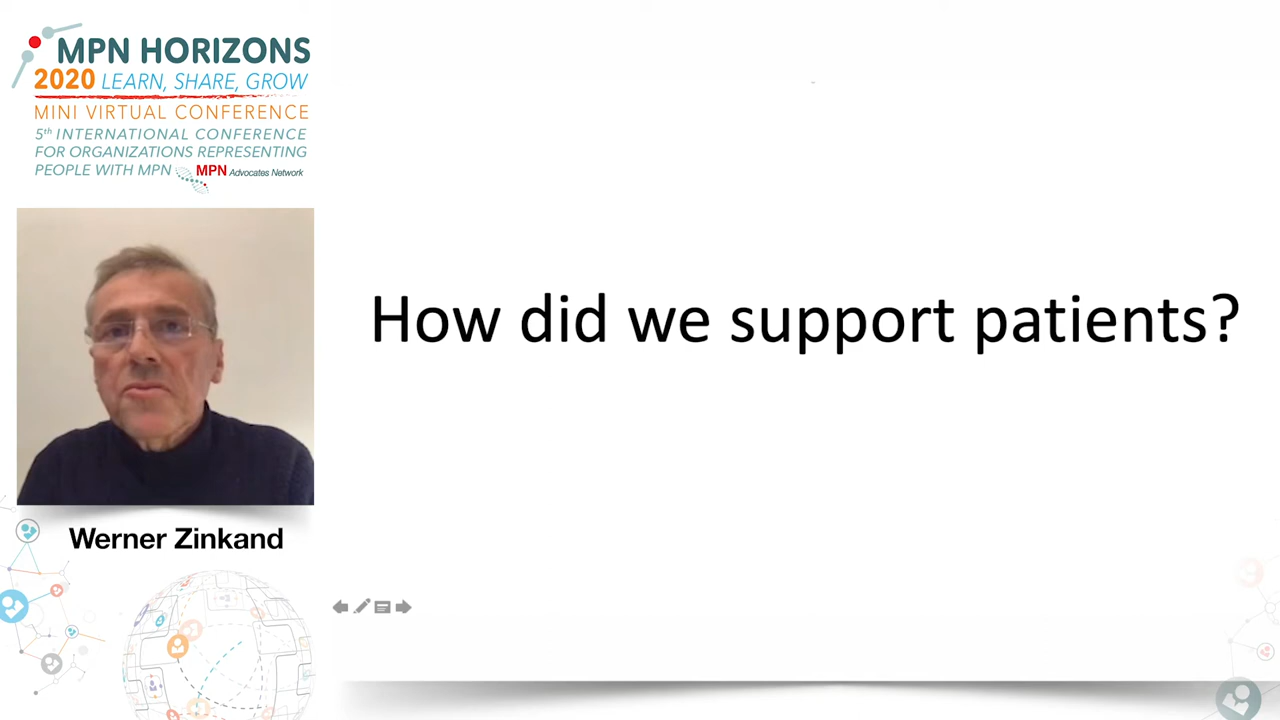 MPN HORIZONS
2020 LEARN, SHARE, GROW
MINI VIRTUAL CONFERENCE
5th INTERNATIONAL CONFERENCE
FOR ORGANIZATIONS REPRESENTING
PEOPLE WITH MPN MPN Advocates Network
How did we support patients?
Werner Zinkand